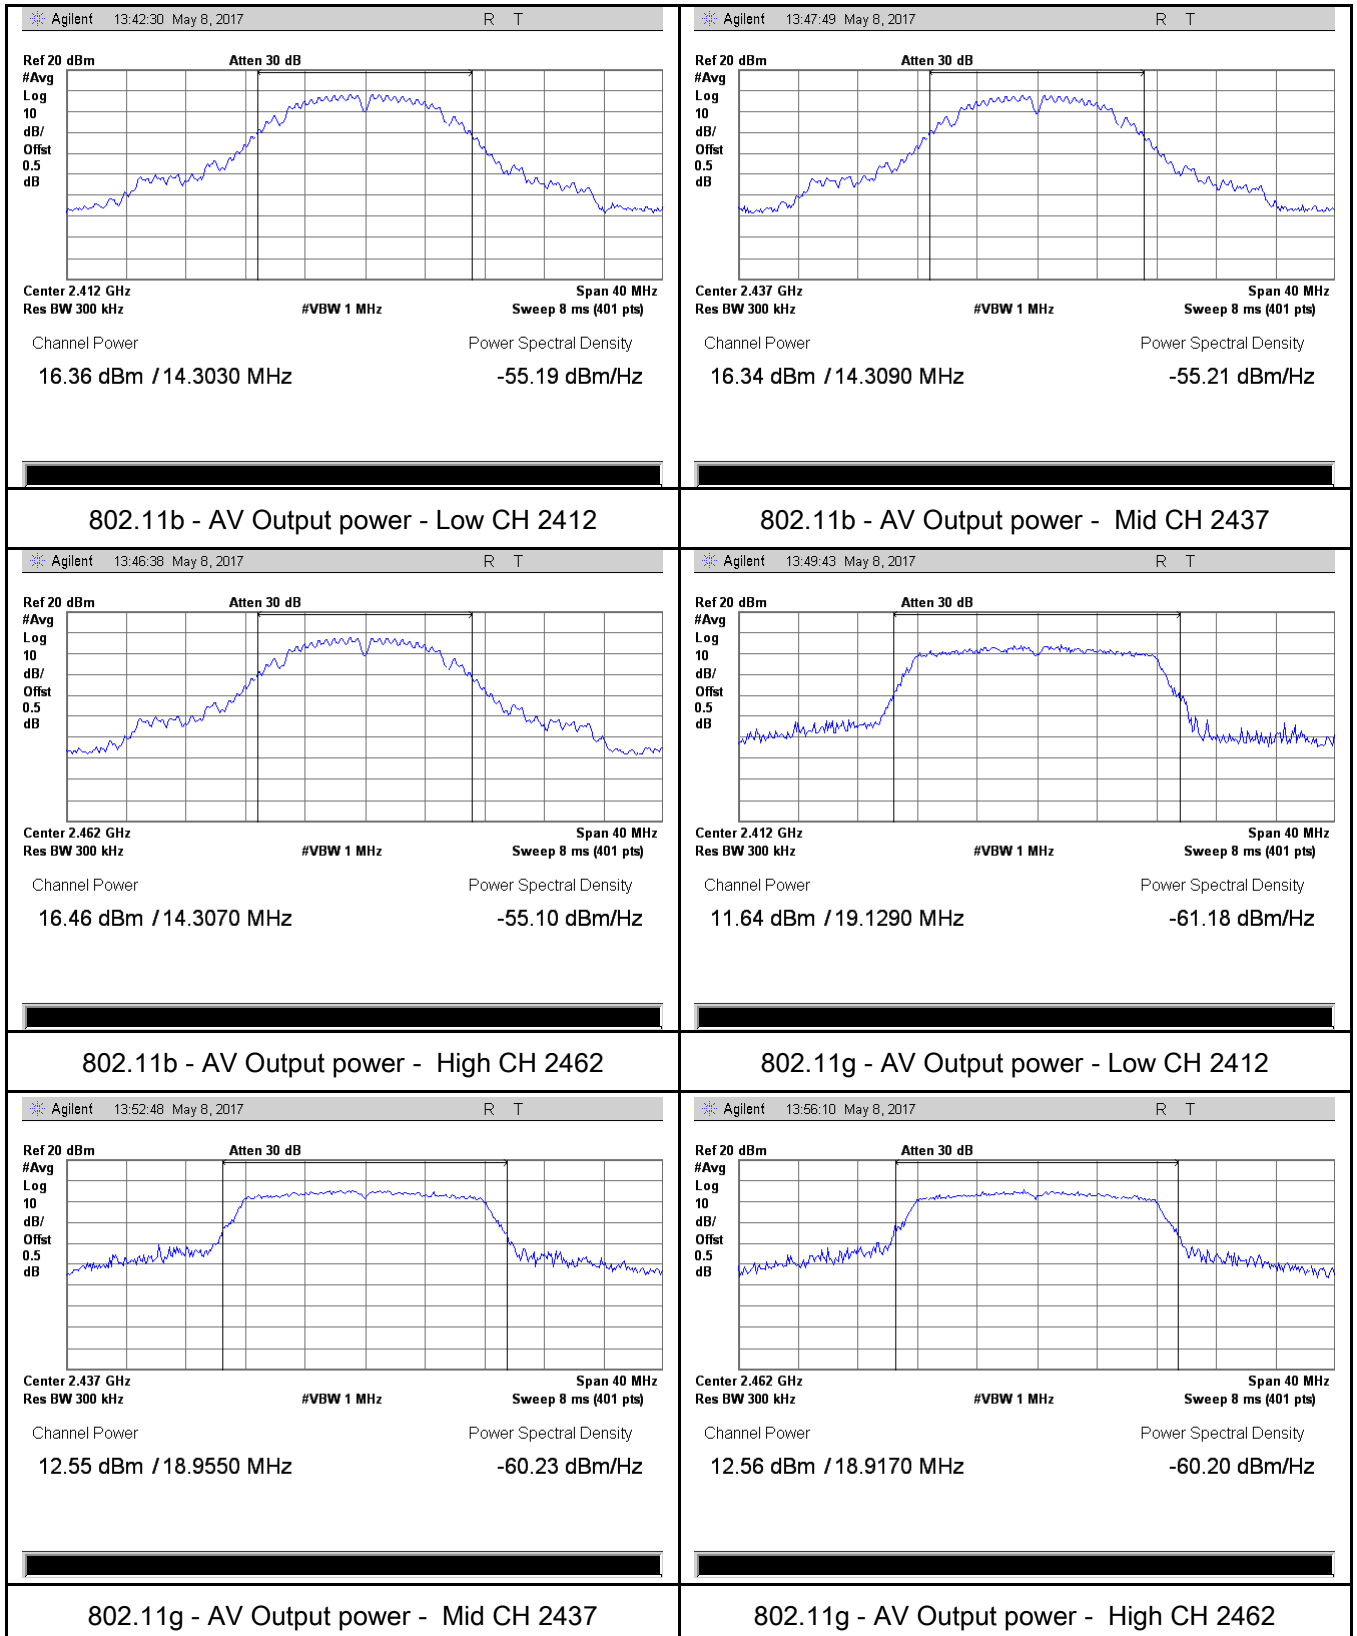 Agilent 13:42:30 May 8, 2017 R T
Ref 20 dBm Atten 30 dB
#Avg
Log
10
dB/
Offst
0.5
dB
Center 2.412 GHz Span 40 MHz
Res BW 300 kHz #VBW 1 MHz Sweep 8 ms (401 pts)
Channel Power Power Spectral Density
16.36 dBm / 14.3030 MHz -55.19 dBm/Hz
802.11b - AV Output power - Low CH 2412
Agilent 13:47:49 May 8, 2017 R T
Ref 20 dBm Atten 30 dB
#Avg
Log
10
dB/
Offst
0.5
dB
Center 2.437 GHz Span 40 MHz
Res BW 300 kHz #VBW 1 MHz Sweep 8 ms (401 pts)
Channel Power Power Spectral Density
16.34 dBm / 14.3090 MHz -55.21 dBm/Hz
802.11b - AV Output power - Mid CH 2437
Agilent 13:46:38 May 8, 2017 R T
Ref 20 dBm Atten 30 dB
#Avg
Log
10
dB/
Offst
0.5
dB
Center 2.462 GHz Span 40 MHz
Res BW 300 kHz #VBW 1 MHz Sweep 8 ms (401 pts)
Channel Power Power Spectral Density
16.46 dBm / 14.3070 MHz -55.10 dBm/Hz
802.11b - AV Output power - High CH 2462
Agilent 13:49:43 May 8, 2017 R T
Ref 20 dBm Atten 30 dB
#Avg
Log
10
dB/
Offst
0.5
dB
Center 2.412 GHz Span 40 MHz
Res BW 300 kHz #VBW 1 MHz Sweep 8 ms (401 pts)
Channel Power Power Spectral Density
11.64 dBm / 19.1290 MHz -61.18 dBm/Hz
802.11g - AV Output power - Low CH 2412
Agilent 13:52:48 May 8, 2017 R T
Ref 20 dBm Atten 30 dB
#Avg
Log
10
dB/
Offst
0.5
dB
Center 2.437 GHz Span 40 MHz
Res BW 300 kHz #VBW 1 MHz Sweep 8 ms (401 pts)
Channel Power Power Spectral Density
12.55 dBm / 18.9550 MHz -60.23 dBm/Hz
802.11g - AV Output power - Mid CH 2437
Agilent 13:56:10 May 8, 2017 R T
Ref 20 dBm Atten 30 dB
#Avg
Log
10
dB/
Offst
0.5
dB
Center 2.462 GHz Span 40 MHz
Res BW 300 kHz #VBW 1 MHz Sweep 8 ms (401 pts)
Channel Power Power Spectral Density
12.56 dBm / 18.9170 MHz -60.20 dBm/Hz
802.11g - AV Output power - High CH 2462